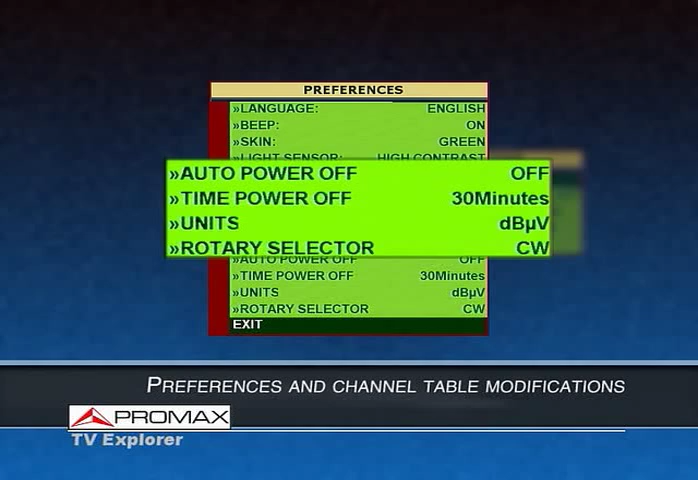 PREFERENCES
»LANGUAGE: ENGLISH
»BEEP: ON
»SKIN: GREEN
»LIGHT SENSOR: HIGH CONTRAST
»AUTO POWER OFF OFF
»TIME POWER OFF 30Minutes
»UNITS dBµV
»ROTARY SELECTOR CW
»AUTO POWER OFF OFF
»TIME POWER OFF 30Minutes
»UNITS dBµV
»ROTARY SELECTOR CW
EXIT
PREFERENCES AND CHANNEL TABLE MODIFICATIONS
PROMAX
TV Explorer